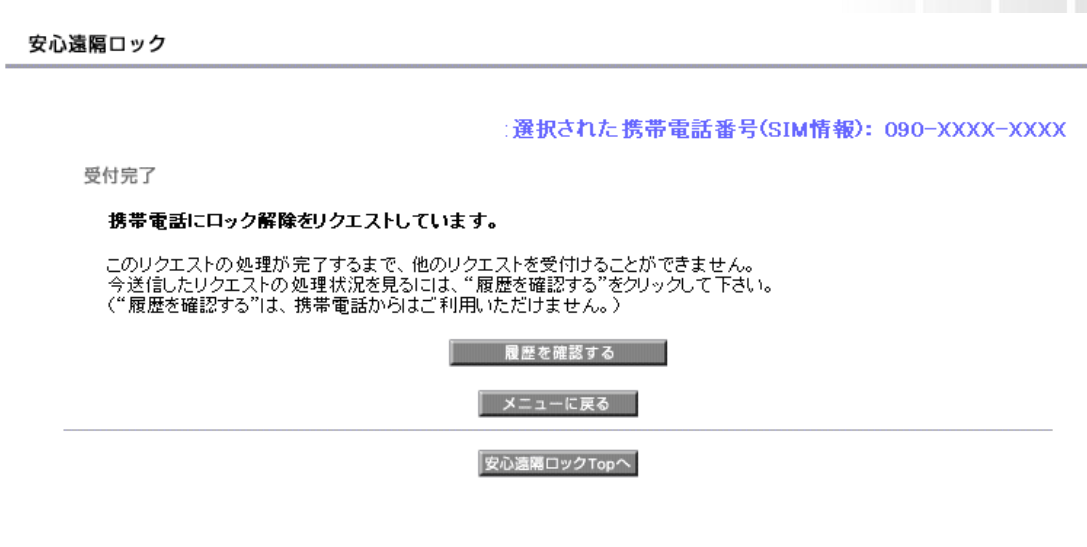 安心遠隔ロック
:選択された携帯電話番号(SIM情報): 090-XXXX-XXXX
受付完了
携帯電話にロック解除をリクエストしています。
このリクエストの処理が完了するまで、他のリクエストを受付けることができません。
今送信したリクエストの処理状況を見るには、“履歴を確認する”をクリックして下さい。
(“履歴を確認する”は、携帯電話からはご利用いただけません。)
履歴を確認する
メニューに戻る
安心遠隔ロックTopへ